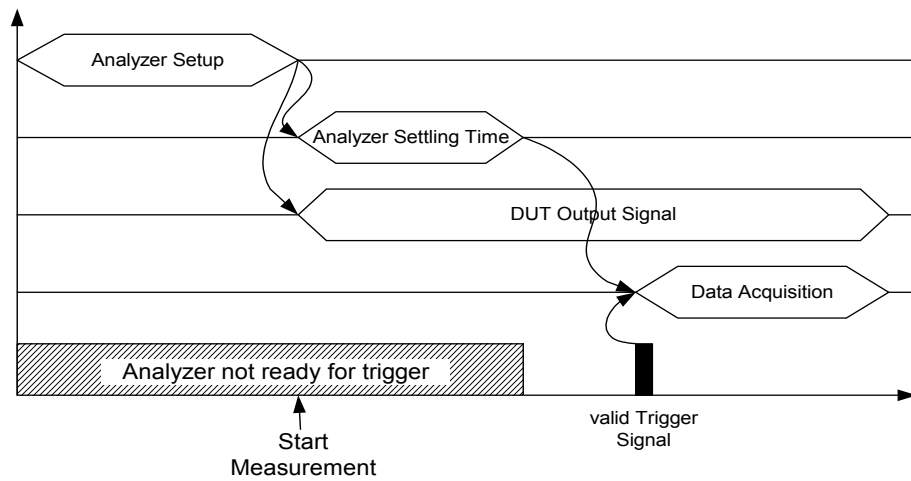 Analyzer Setup
Analyzer Settling Time
DUT Output Signal
Data Acquisition
Analyzer not ready for trigger
valid Trigger
Signal
Start
Measurement